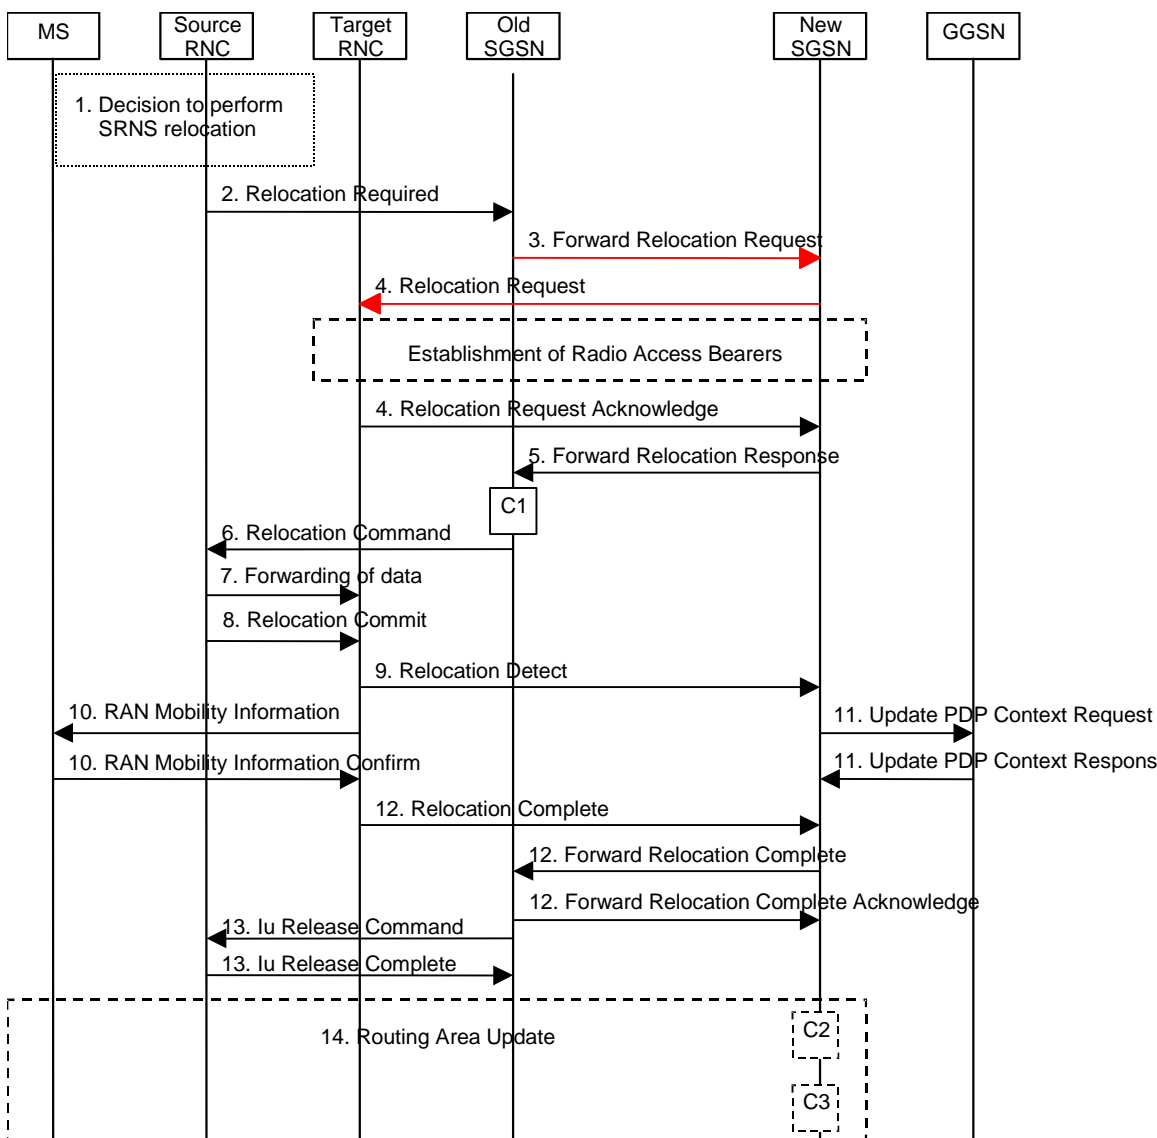 MS
Source
RNC
Target
RNC
Old
SGSN
New
SGSN
GGSN
1. Decision to perform
SRNS relocation
2. Relocation Required
3. Forward Relocation Request
4. Relocation Request
Establishment of Radio Access Bearers
4. Relocation Request Acknowledge
5. Forward Relocation Response
C1
6. Relocation Command
7. Forwarding of data
8. Relocation Commit
9. Relocation Detect
10. RAN Mobility Information
11. Update PDP Context Request
10. RAN Mobility Information Confirm
11. Update PDP Context Respons
12. Relocation Complete
12. Forward Relocation Complete
12. Forward Relocation Complete Acknowledge
13. Iu Release Command
13. Iu Release Complete
14. Routing Area Update
C2
C3